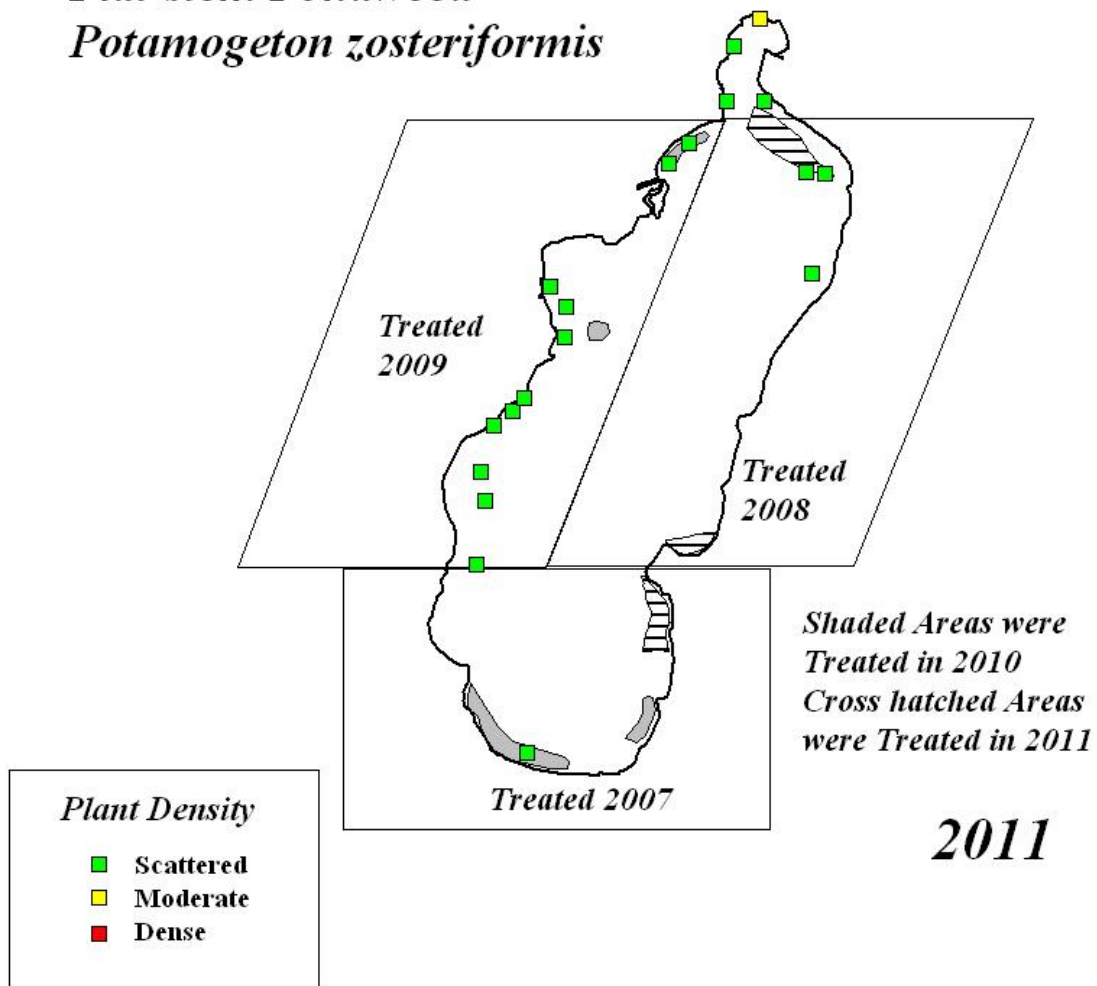 Potamogeton zosteriformis
Treated
2009
Treated
2008
Shaded Areas were
Treated in 2010
Cross hatched Areas
were Treated in 2011
Treated 2007
2011
Plant Density
Scattered
Moderate
Dense